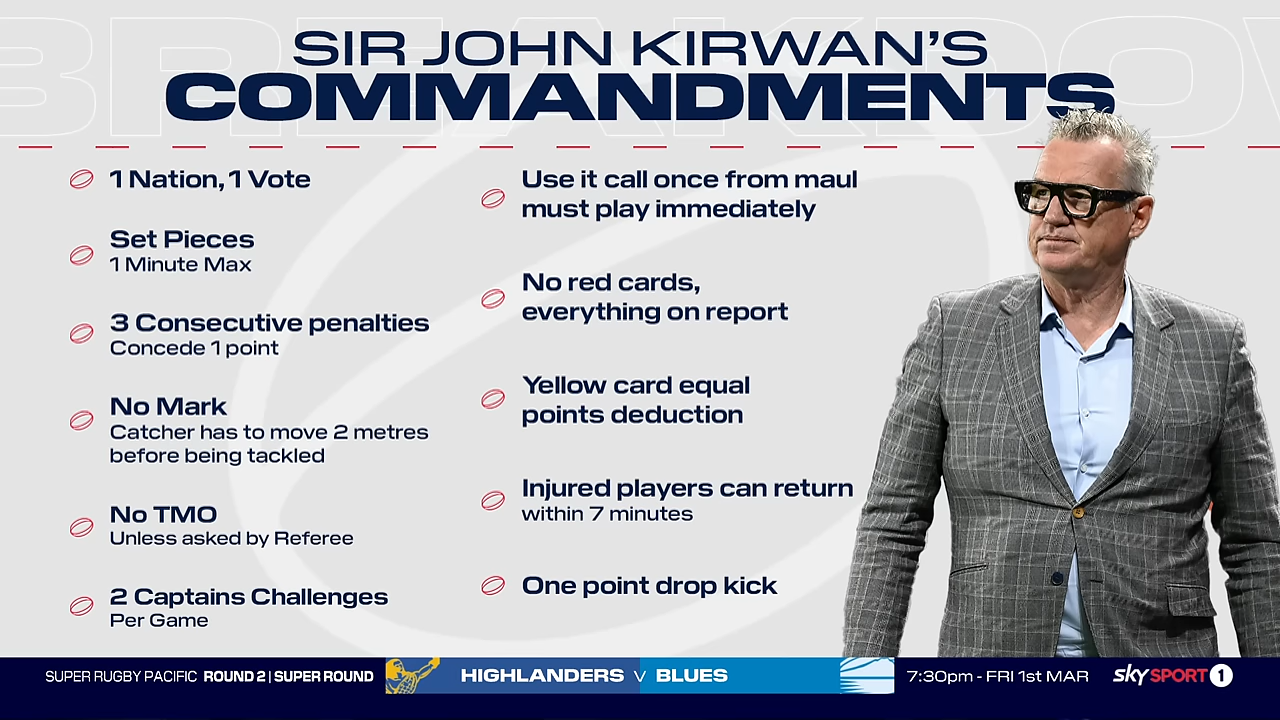 BREAKDOW
SIR JOHN KIRWAN'S
COMMANDMENTS
1 Nation, 1 Vote
Set Pieces
1 Minute Max
3 Consecutive penalties
Concede 1 point
No Mark
Catcher has to move 2 metres
before being tackled
No TMO
Unless asked by Referee
2 Captains Challenges
Per Game
Use it call once from maul
must play immediately
No red cards,
everything on report
Yellow card equal
points deduction
Injured players can return
within 7 minutes
One point drop kick
SUPER RUGBY PACIFIC ROUND 2 | SUPER ROUND
HIGHLANDERS V BLUES
7:30pm - FRI 1st MAR
sky SPORT 1